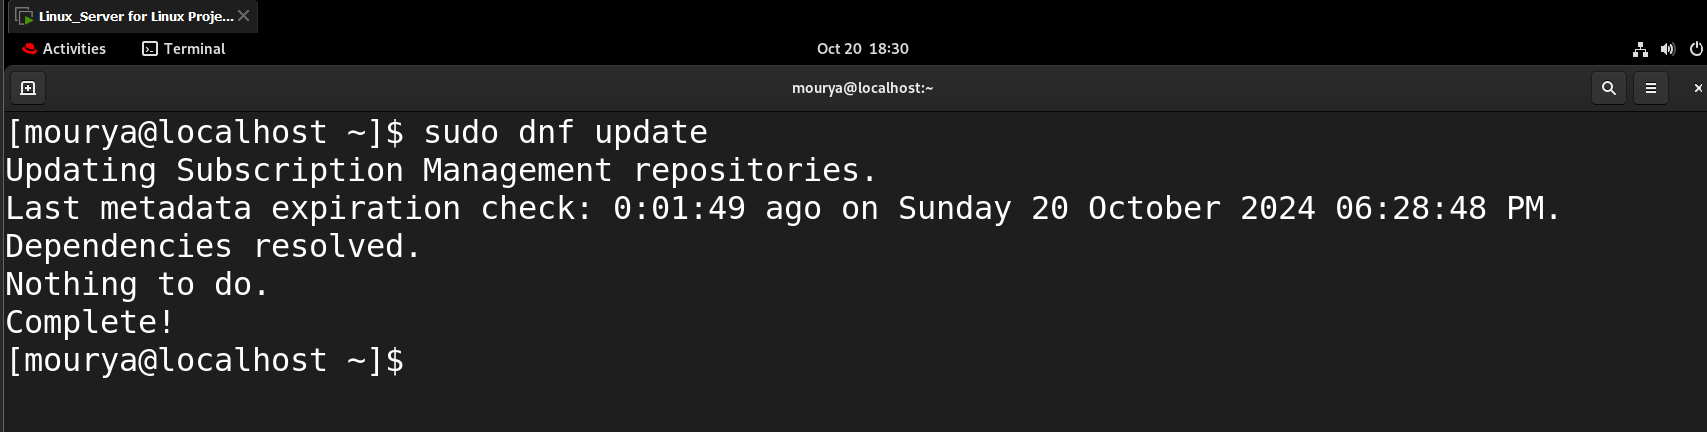 Linux_Server for Linux Proje...
Activities Terminal Oct 20 18:30
mourya@localhost:~
[mourya@localhost ~]$ sudo dnf update
Updating Subscription Management repositories.
Last metadata expiration check: 0:01:49 ago on Sunday 20 October 2024 06:28:48 PM.
Dependencies resolved.
Nothing to do.
Complete!
[mourya@localhost ~]$